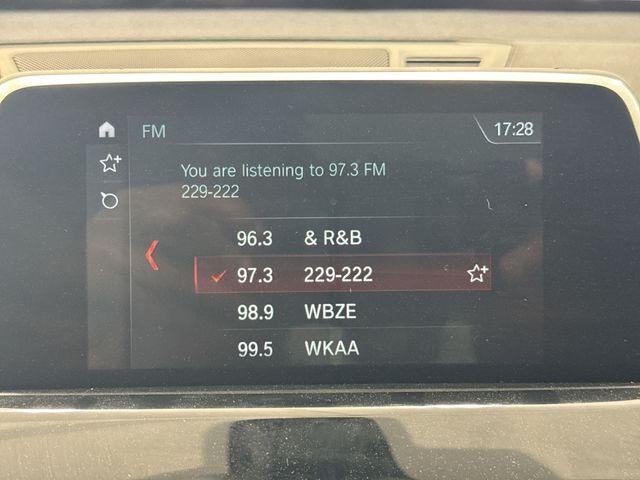 FM 17:28
You are listening to 97.3 FM
229-222
96.3 & R&B
97.3 229-222
98.9 WBZE
99.5 WKAA